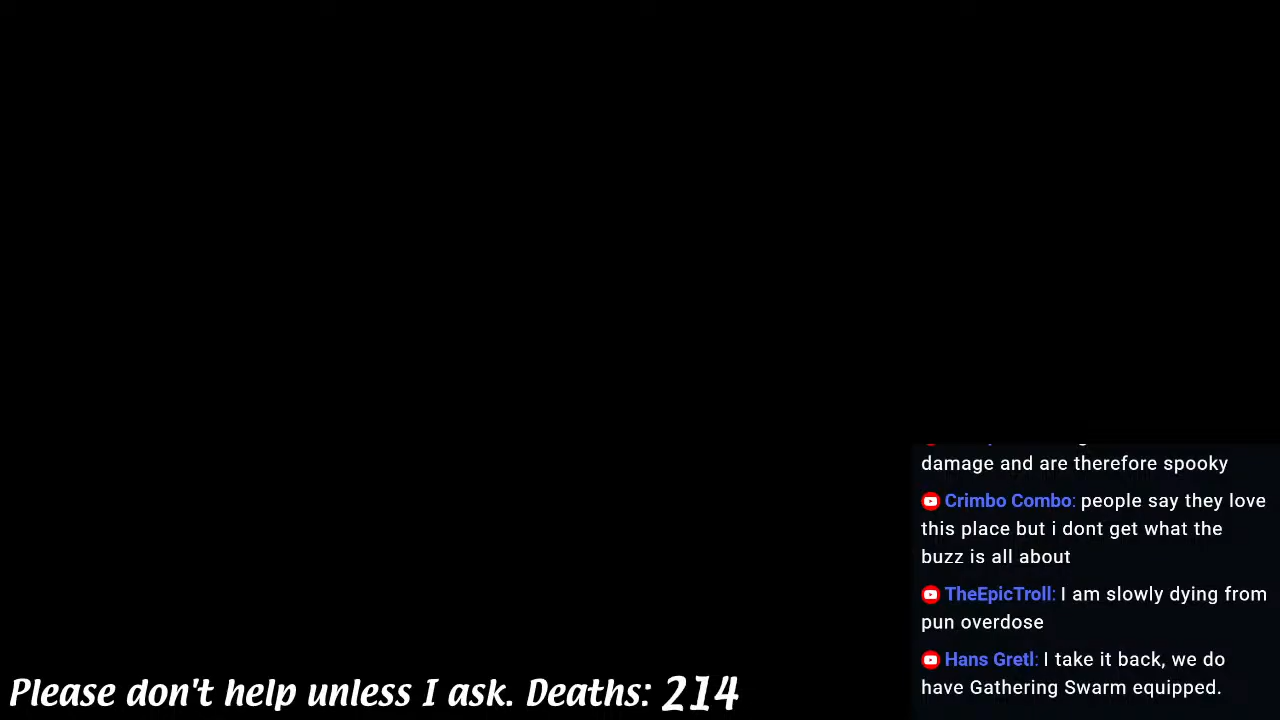 damage and are therefore spooky
Crimbo Combo: people say they love
this place but i dont get what the
buzz is all about
TheEpicTroll: I am slowly dying from
pun overdose
Hans Gretl: I take it back, we do
have Gathering Swarm equipped.
Please don't help unless I ask. Deaths: 214